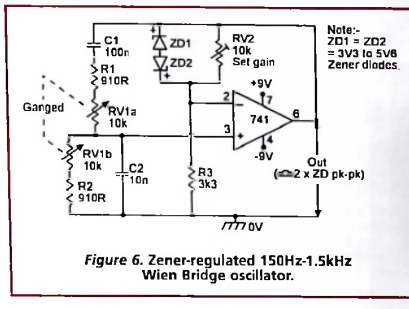 C1
100n
R1
910R
Ganged
RV1a
10k
RV1b
10k
R2
910R
C2
10n
ZD1
ZD2
RV2
10k
Set gain
R3
3k3
+9V
2
7
741
6
3
4
-9V
Out
(≏2 x ZD pk-pk)
0V
Note:-
ZD1 = ZD2
= 3V3 to 5V6
Zener diodes.
Figure 6. Zener-regulated 150Hz-1.5kHz
Wien Bridge oscillator.